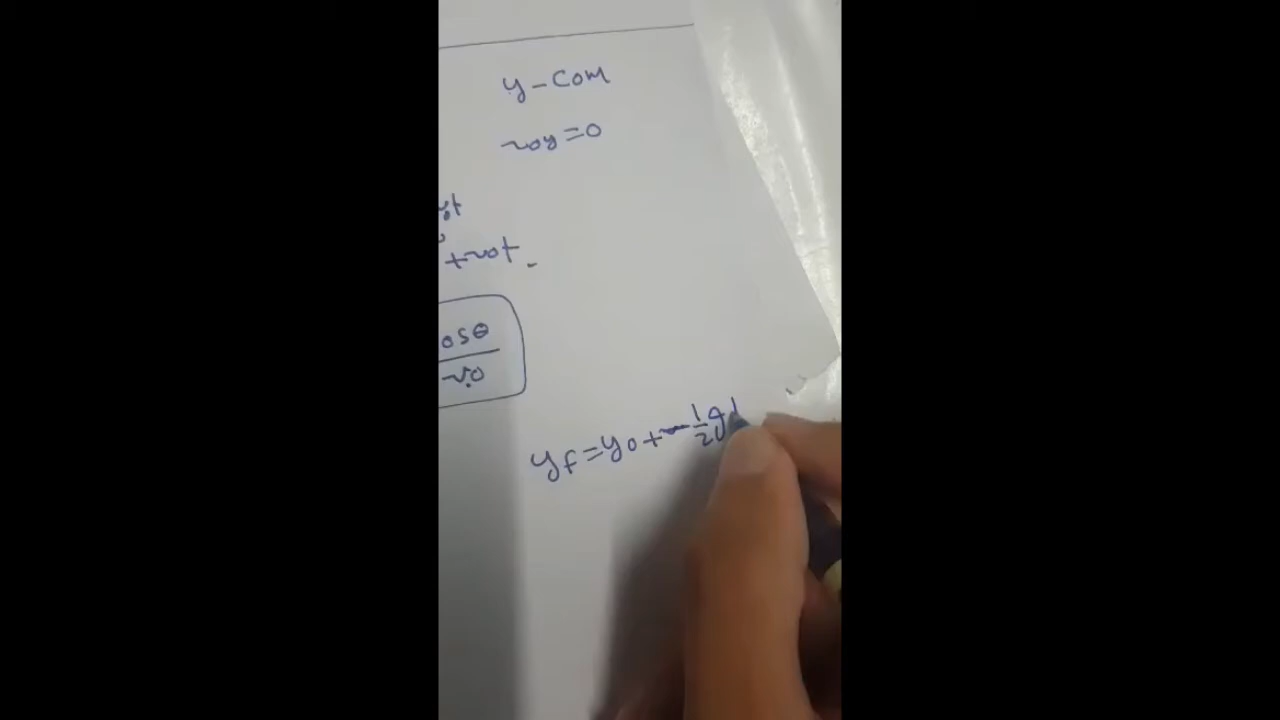 y-com
voy=0
+vot
osθ
vo
yf=yo+-1/2g